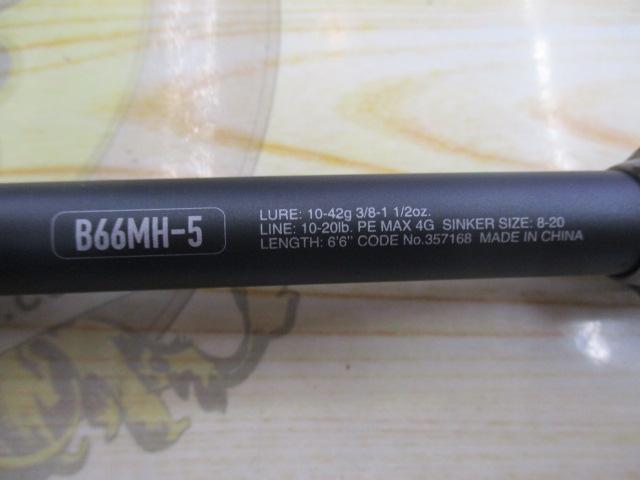 B66MH-5
LURE: 10-42g 3/8-1 1/2oz.
LINE: 10-20lb. PE MAX 4G SINKER SIZE: 8-20
LENGTH: 6'6" CODE No.357168 MADE IN CHINA